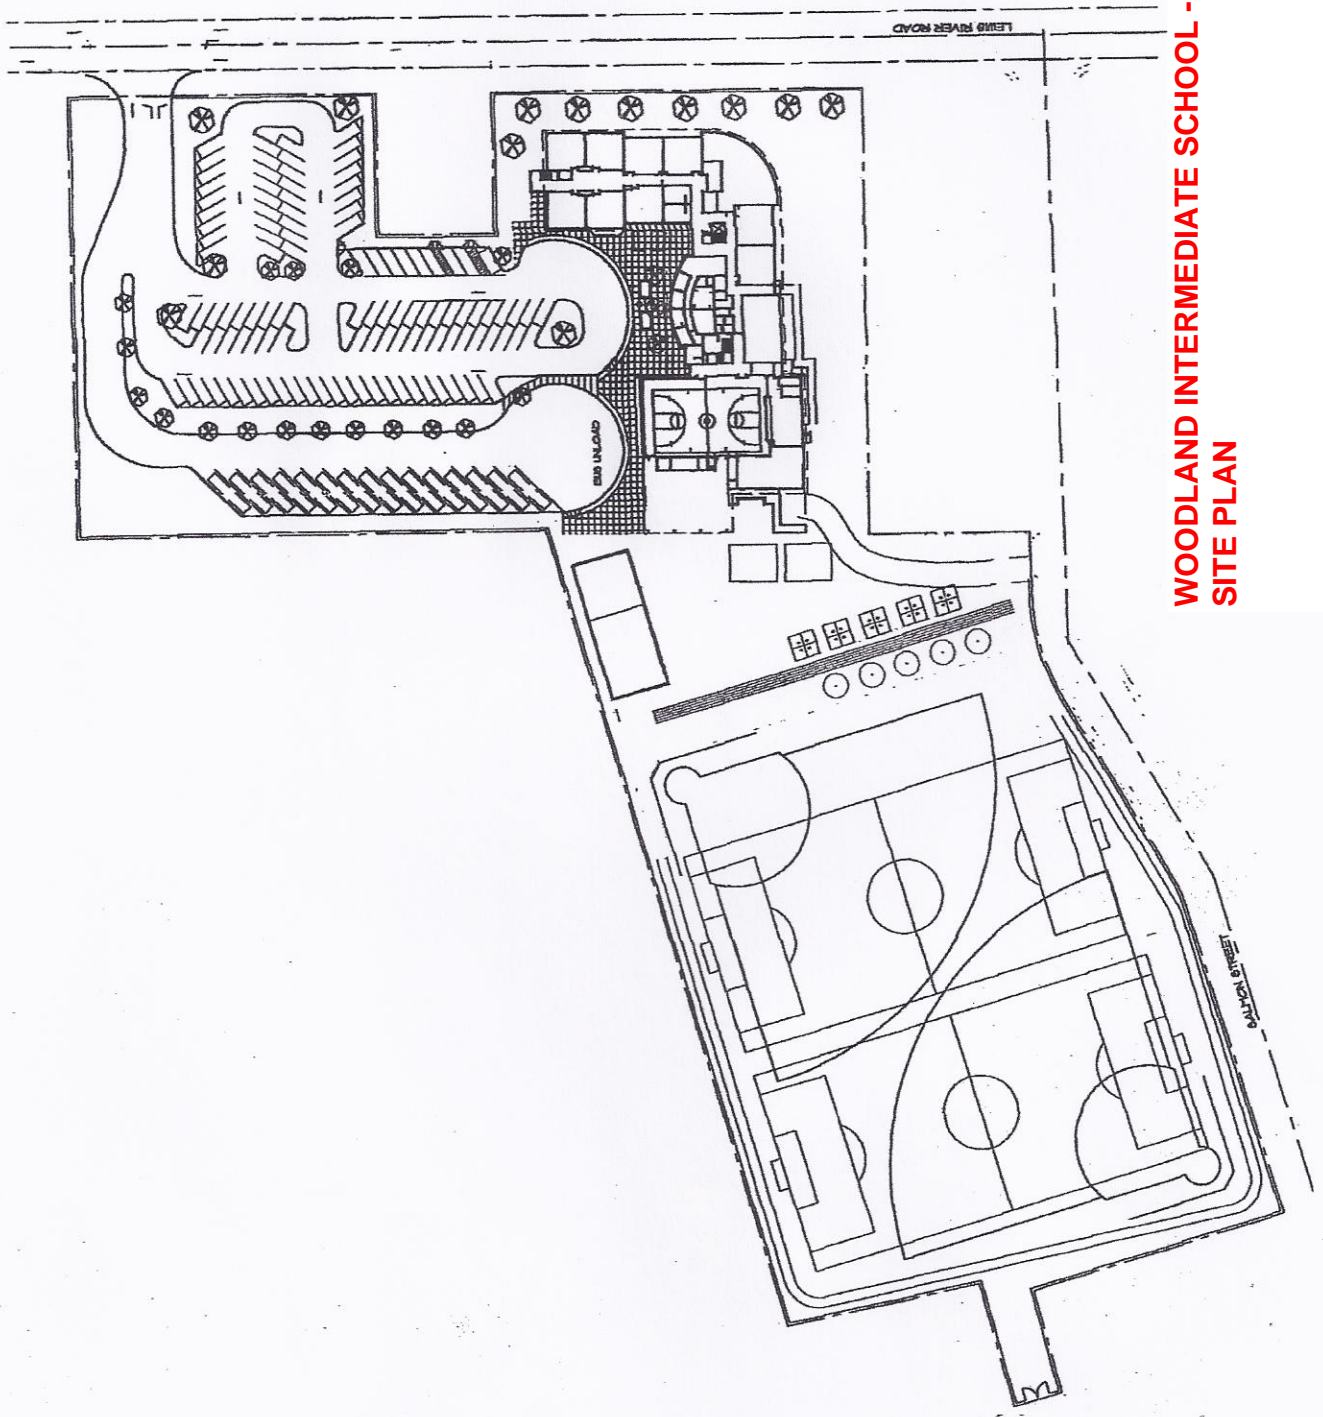 LEWIS RIVER ROAD
WOODLAND INTERMEDIATE SCHOOL -
SITE PLAN
BUS UNLOAD
SALMON STREET